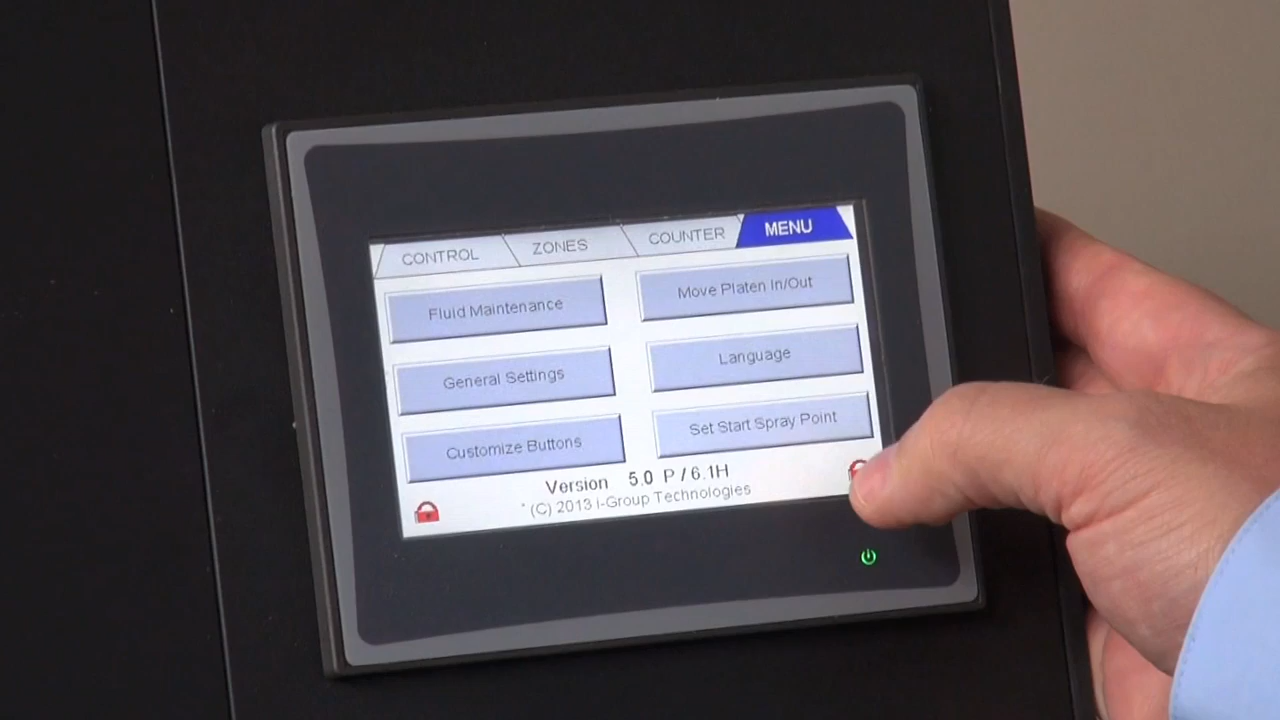 CONTROL ZONES COUNTER MENU
Fluid Maintenance Move Platen In/Out
General Settings Language
Customize Buttons Set Start Spray Point
Version 5.0 P / 6.1H
(C) 2013 i-Group Technologies